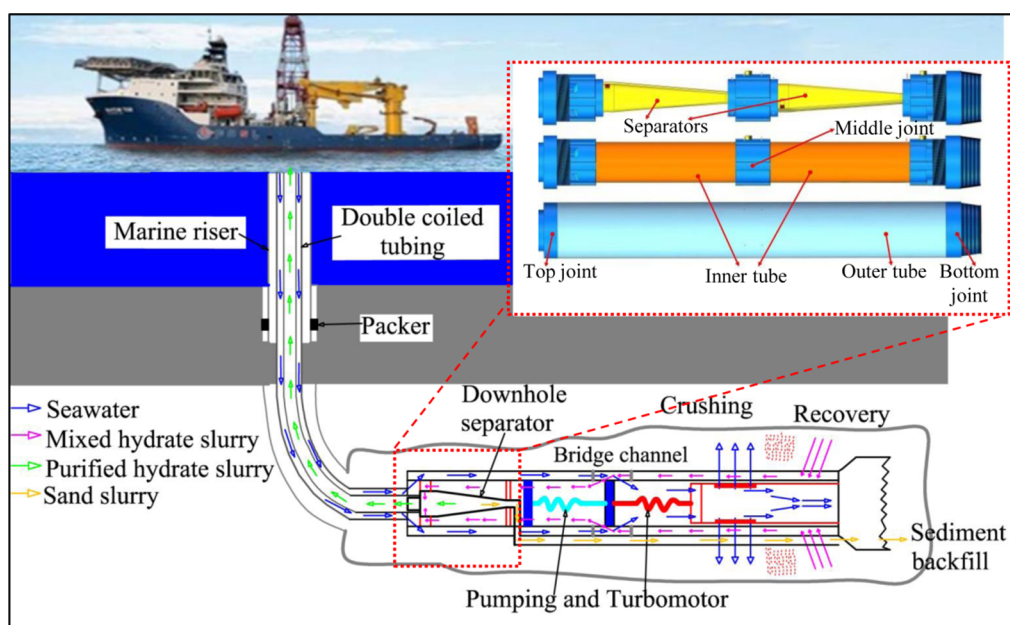 Separators
Middle joint
Top joint
Inner tube
Outer tube
Bottom
joint
Marine riser
Double coiled
tubing
Packer
Seawater
Mixed hydrate slurry
Purified hydrate slurry
Sand slurry
Downhole
separator
Crushing
Recovery
Bridge channel
Sediment
backfill
Pumping and Turbomotor